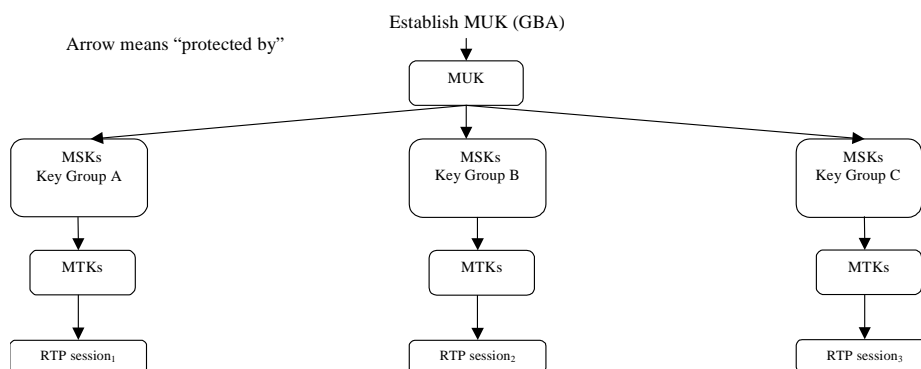 Establish MUK (GBA)
Arrow means “protected by”
MUK
MSKs
Key Group A
MSKs
Key Group B
MSKs
Key Group C
MTKs
MTKs
MTKs
RTP session₁
RTP session₂
RTP session₃